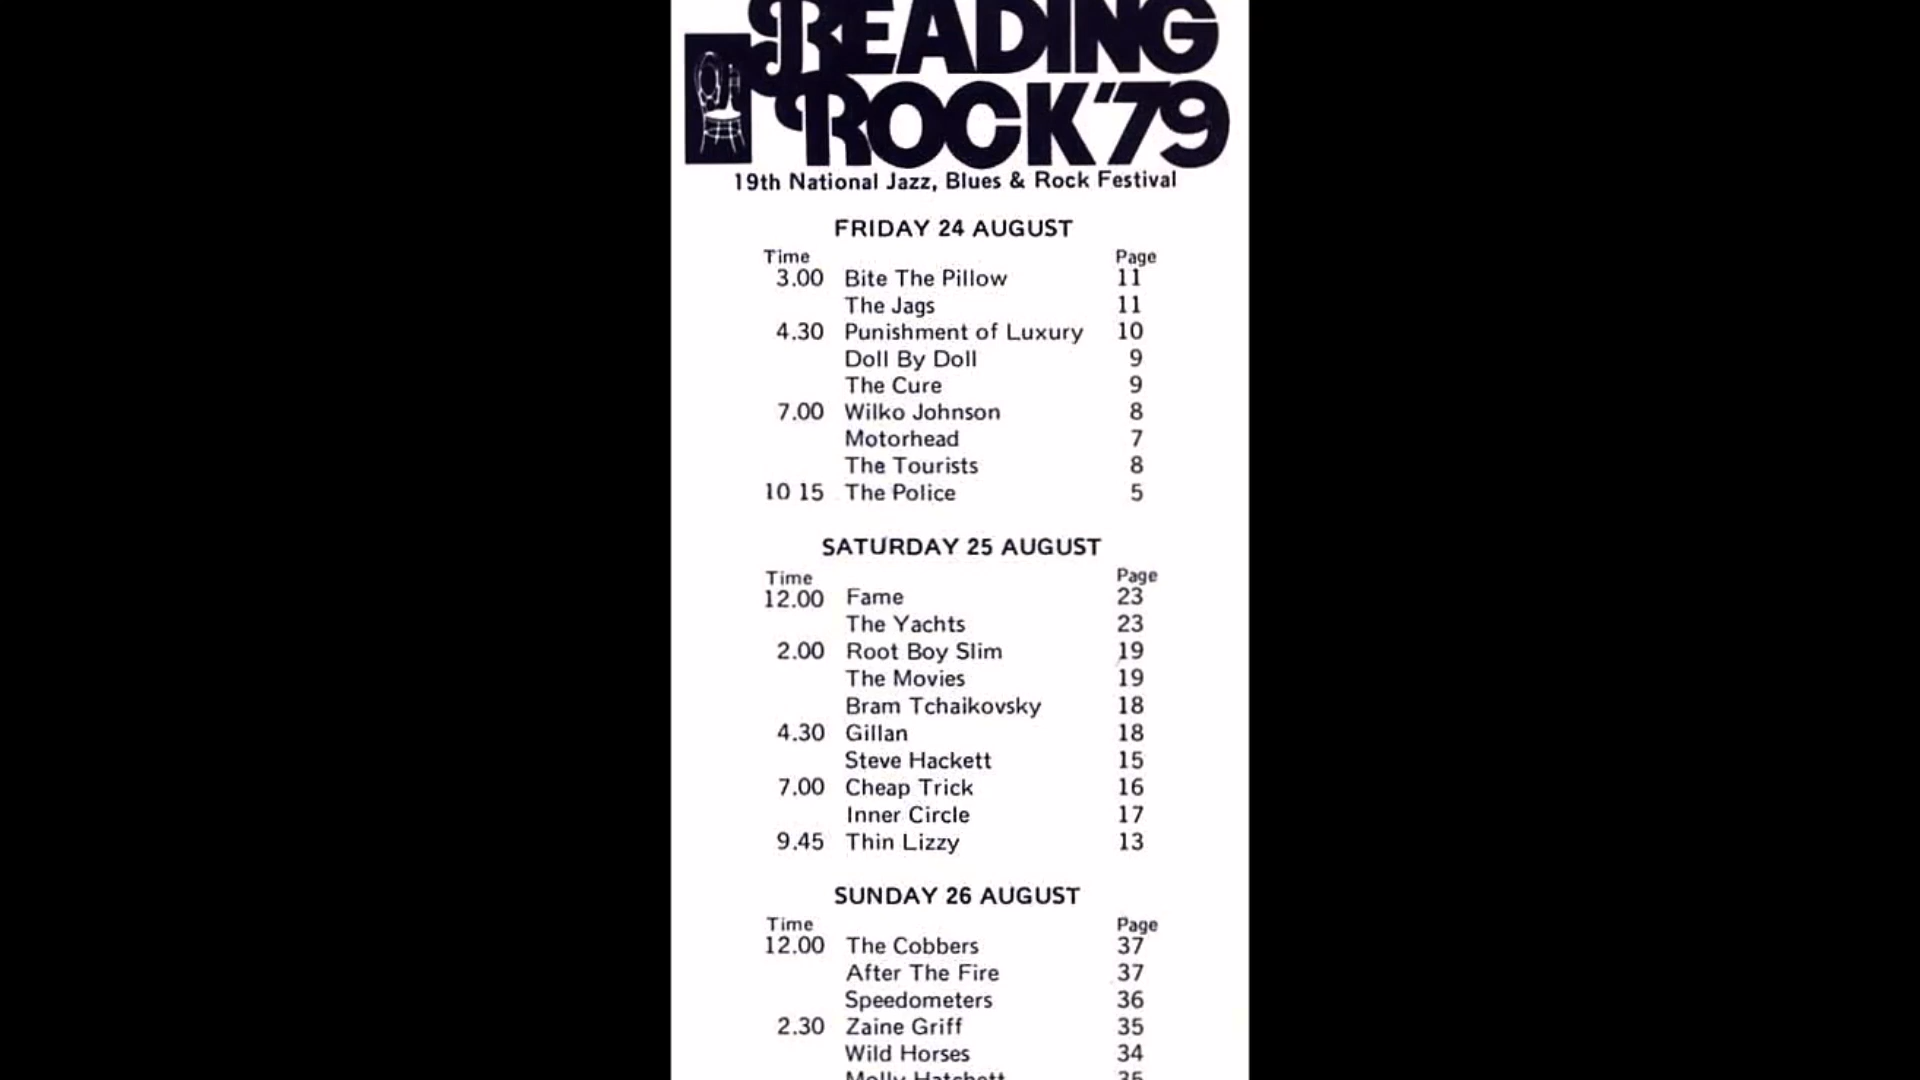 READING
ROCK '79
19th National Jazz, Blues & Rock Festival
FRIDAY 24 AUGUST
Time Page
3.00 Bite The Pillow 11
The Jags 11
4.30 Punishment of Luxury 10
Doll By Doll 9
The Cure 9
7.00 Wilko Johnson 8
Motorhead 7
The Tourists 8
10 15 The Police 5
SATURDAY 25 AUGUST
Time Page
12.00 Fame 23
The Yachts 23
2.00 Root Boy Slim 19
The Movies 19
Bram Tchaikovsky 18
4.30 Gillan 18
Steve Hackett 15
7.00 Cheap Trick 16
Inner Circle 17
9.45 Thin Lizzy 13
SUNDAY 26 AUGUST
Time Page
12.00 The Cobbers 37
After The Fire 37
Speedometers 36
2.30 Zaine Griff 35
Wild Horses 34
Molly Hatchett 35